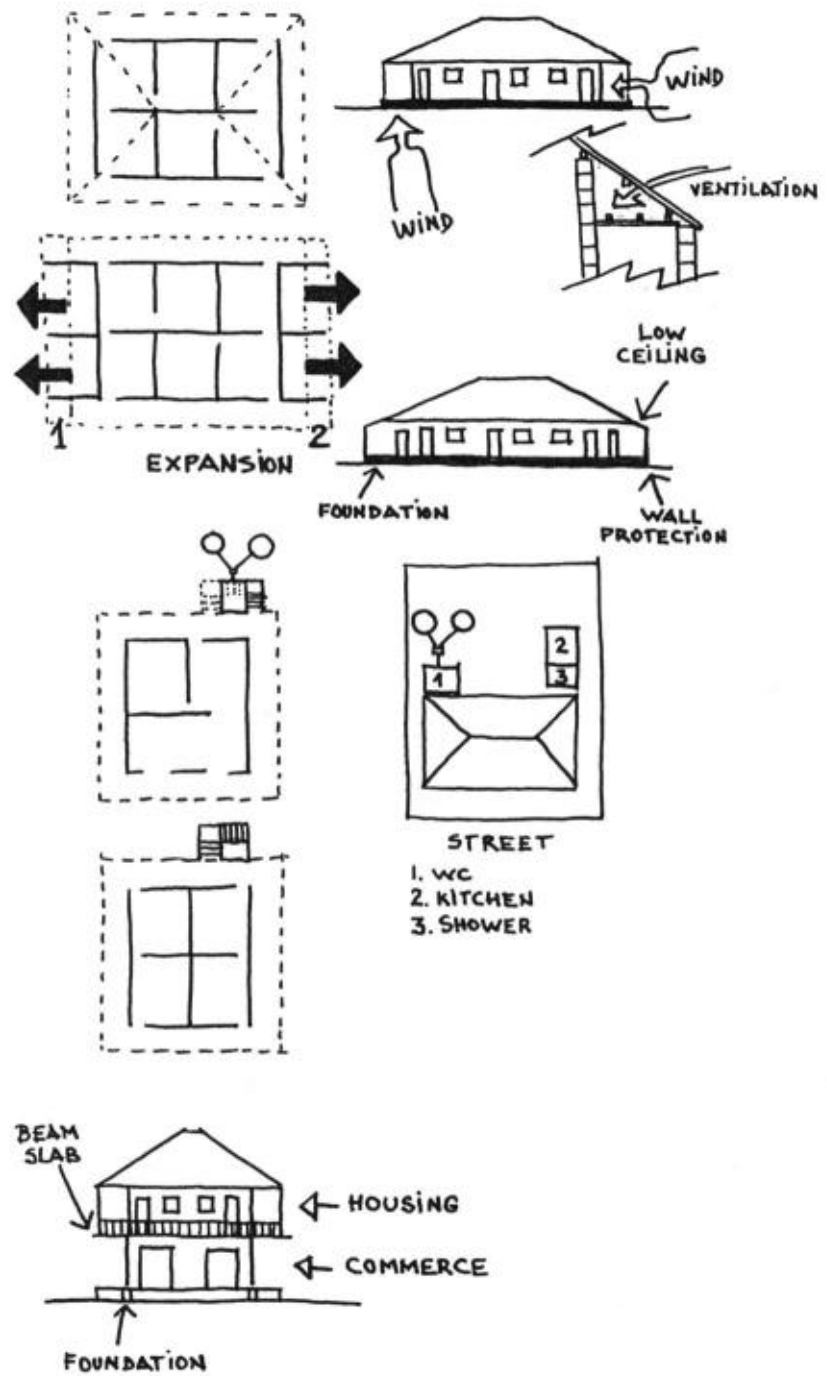 WIND
WIND
VENTILATION
1
2
EXPANSION
LOW
CEILING
FOUNDATION
WALL
PROTECTION
1
2
3
STREET
1. WC
2. KITCHEN
3. SHOWER
BEAM
SLAB
HOUSING
COMMERCE
FOUNDATION